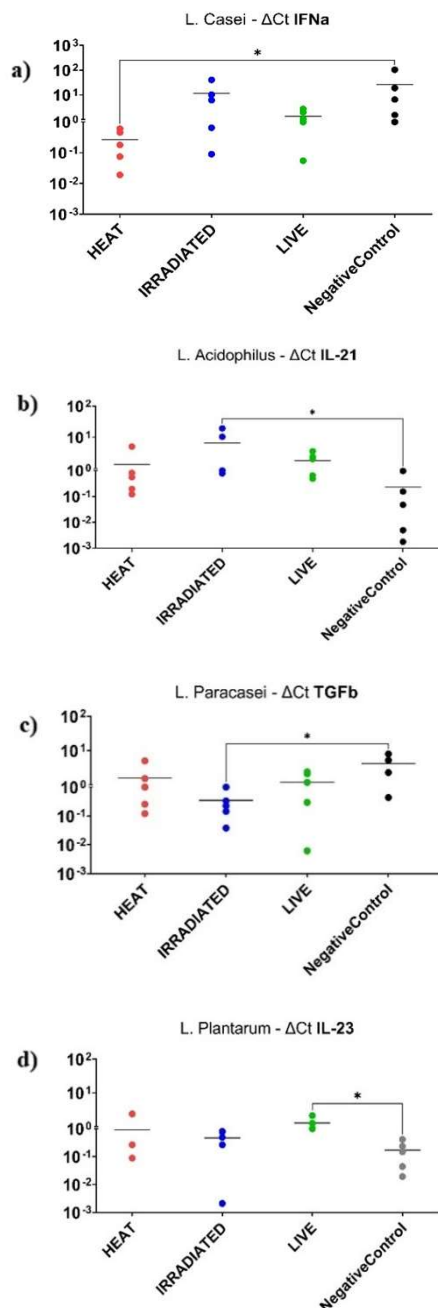 L. Casei - ΔCt IFNa
a)
*
10³
10²
10¹
10⁰
10⁻¹
10⁻²
10⁻³
HEAT
IRRADIATED
LIVE
NegativeControl
L. Acidophilus - ΔCt IL-21
b)
*
10²
10¹
10⁰
10⁻¹
10⁻²
10⁻³
HEAT
IRRADIATED
LIVE
NegativeControl
L. Paracasei - ΔCt TGFb
c)
*
10²
10¹
10⁰
10⁻¹
10⁻²
10⁻³
HEAT
IRRADIATED
LIVE
NegativeControl
L. Plantarum - ΔCt IL-23
d)
*
10²
10¹
10⁰
10⁻¹
10⁻²
10⁻³
HEAT
IRRADIATED
LIVE
NegativeControl